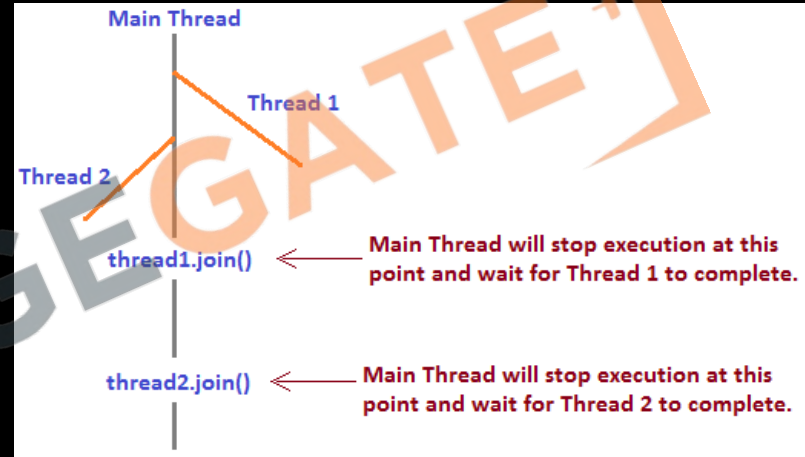 Main Thread
Thread 1
Thread 2
thread1.join()
Main Thread will stop execution at this
point and wait for Thread 1 to complete.
thread2.join()
Main Thread will stop execution at this
point and wait for Thread 2 to complete.
GEGATE